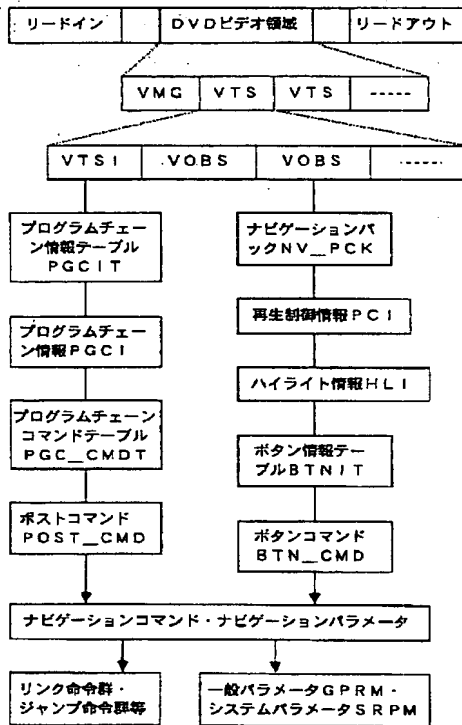 リードイン DVDビデオ領域 リードアウト
VMG VTS VTS -----
VTSI VOBS VOBS -----
プログラムチェー
ン情報テーブル
PGCIT
ナビゲーションパ
ックNV__PCK
プログラムチェー
ン情報PGCI
再生制御情報PCI
ハイライト情報HLI
プログラムチェーン
コマンドテーブル
PGC__CMDT
ボタン情報テー
ブルBTNIT
ポストコマンド
POST__CMD
ボタンコマンド
BTN__CMD
ナビゲーションコマンド・ナビゲーションパラメータ
リンク命令群・
ジャンプ命令群等
一般パラメータGPRM・
システムパラメータSRPM